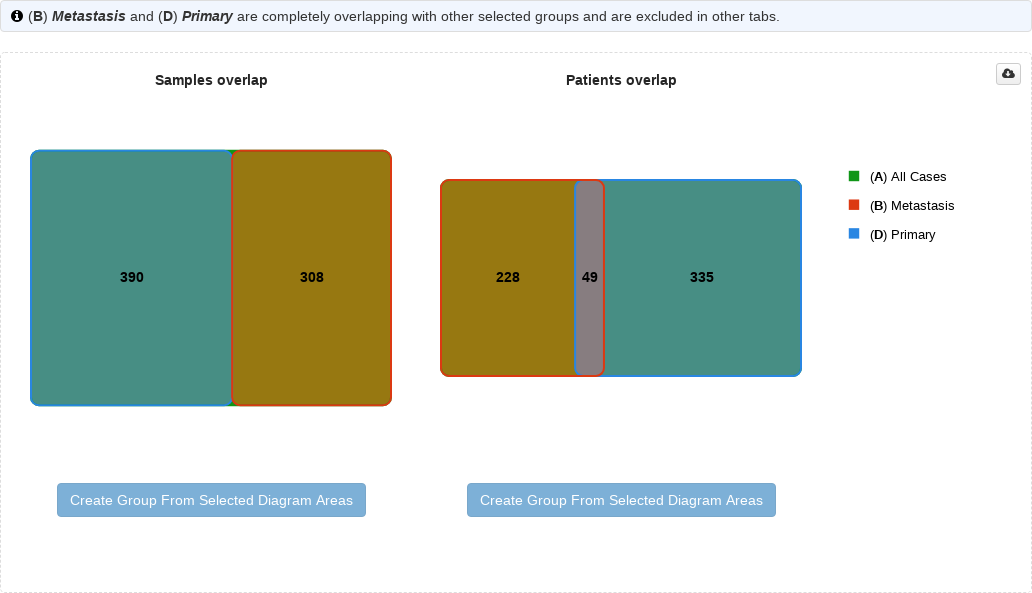 (B) Metastasis and (D) Primary are completely overlapping with other selected groups and are excluded in other tabs.
Samples overlap
Patients overlap
(A) All Cases
(B) Metastasis
(D) Primary
390
308
228
49
335
Create Group From Selected Diagram Areas
Create Group From Selected Diagram Areas